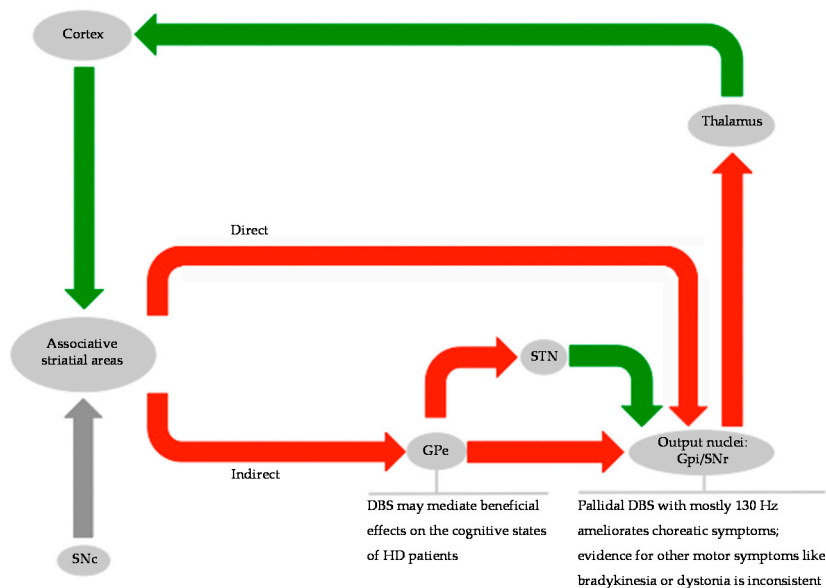 Cortex
Thalamus
Direct
Associative
striatial areas
STN
GPe
Output nuclei:
Gpi/SNr
Indirect
SNc
DBS may mediate beneficial
effects on the cognitive states
of HD patients
Pallidal DBS with mostly 130 Hz
ameliorates choreatic symptoms;
evidence for other motor symptoms like
bradykinesia or dystonia is inconsistent